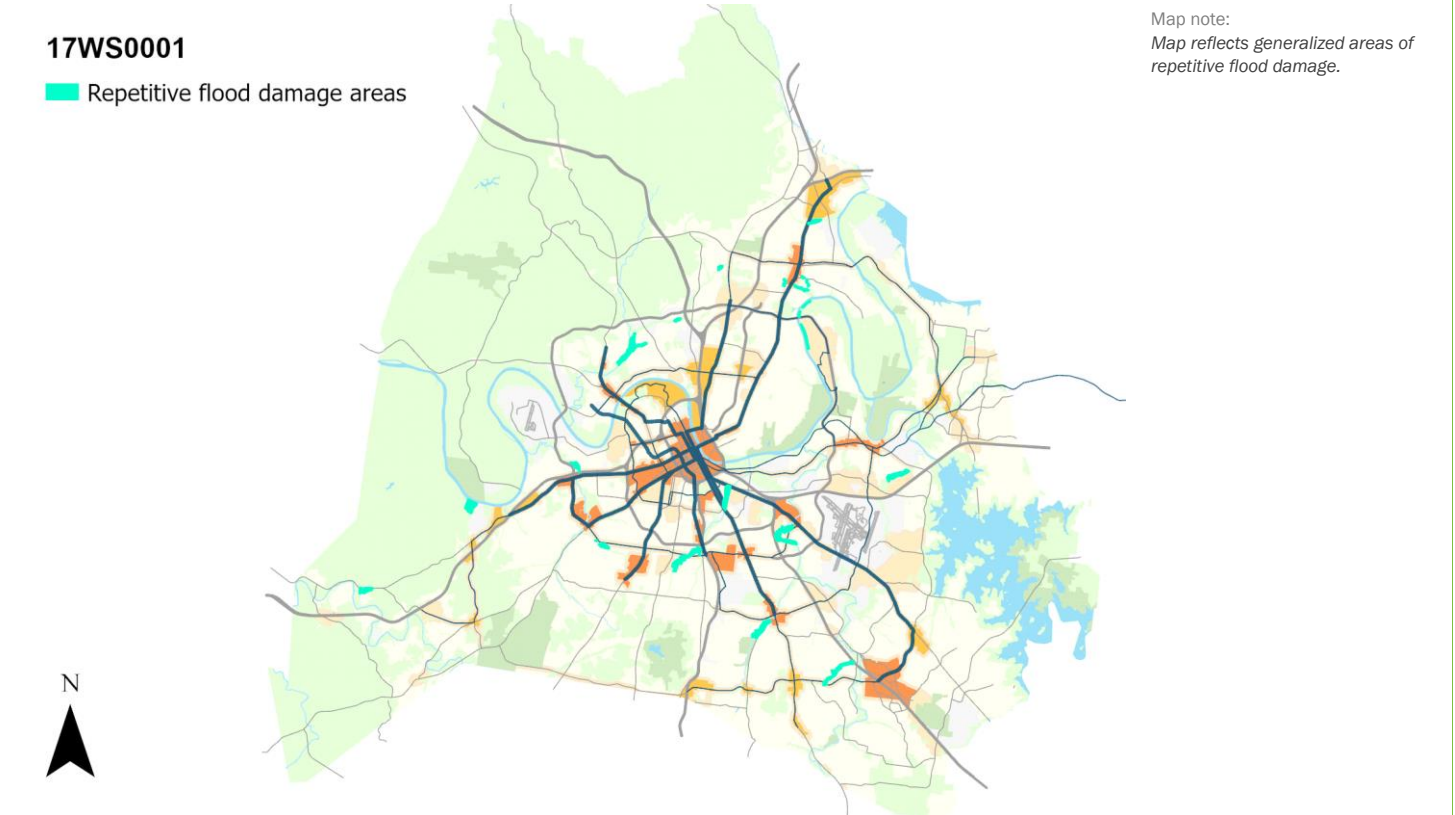 17WS0001
Repetitive flood damage areas
Map note:
Map reflects generalized areas of
repetitive flood damage.
N